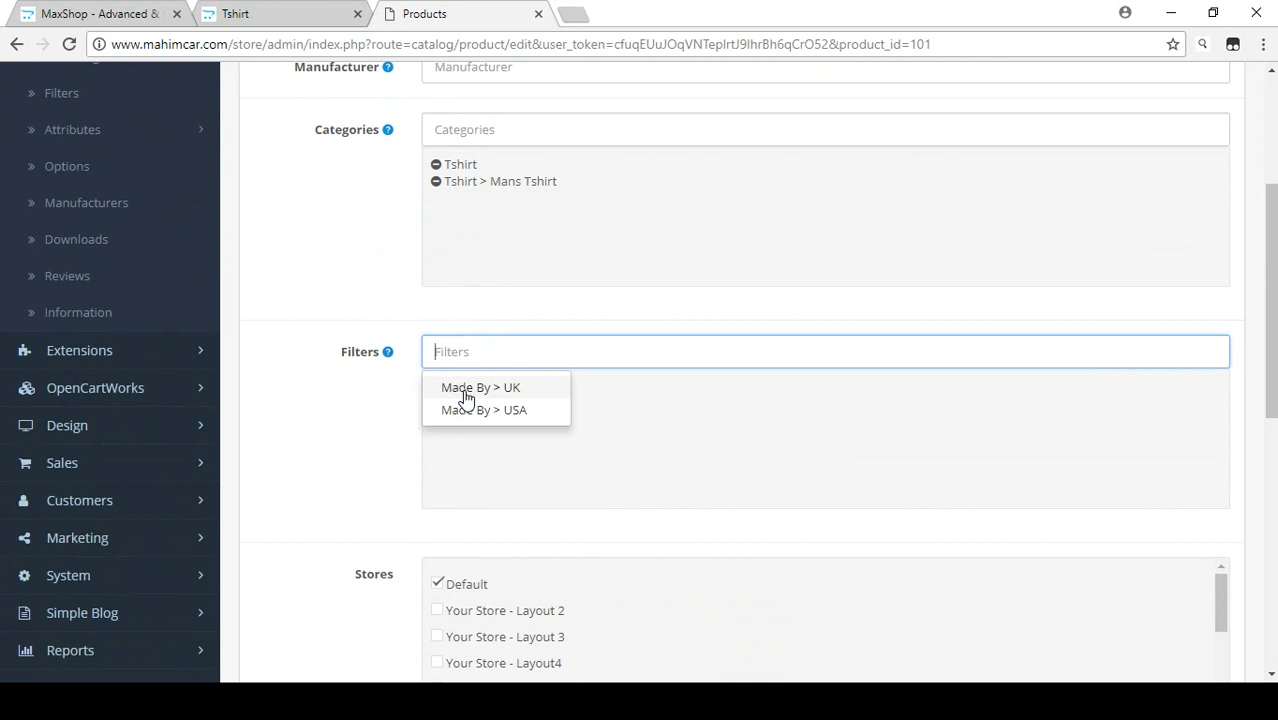 MaxShop - Advanced &
Tshirt
Products
www.mahimcar.com/store/admin/index.php?route=catalog/product/edit&user_token=cfuqEUuJOqVNTeplrtJ9lhrBh6qCrO52&product_id=101
Filters
Attributes
Options
Manufacturers
Downloads
Reviews
Information
Extensions
OpenCartWorks
Design
Sales
Customers
Marketing
System
Simple Blog
Reports
Manufacturer
Manufacturer
Categories
Categories
Tshirt
Tshirt > Mans Tshirt
Filters
Filters
Made By > UK
Made By > USA
Stores
Default
Your Store - Layout 2
Your Store - Layout 3
Your Store - Layout4